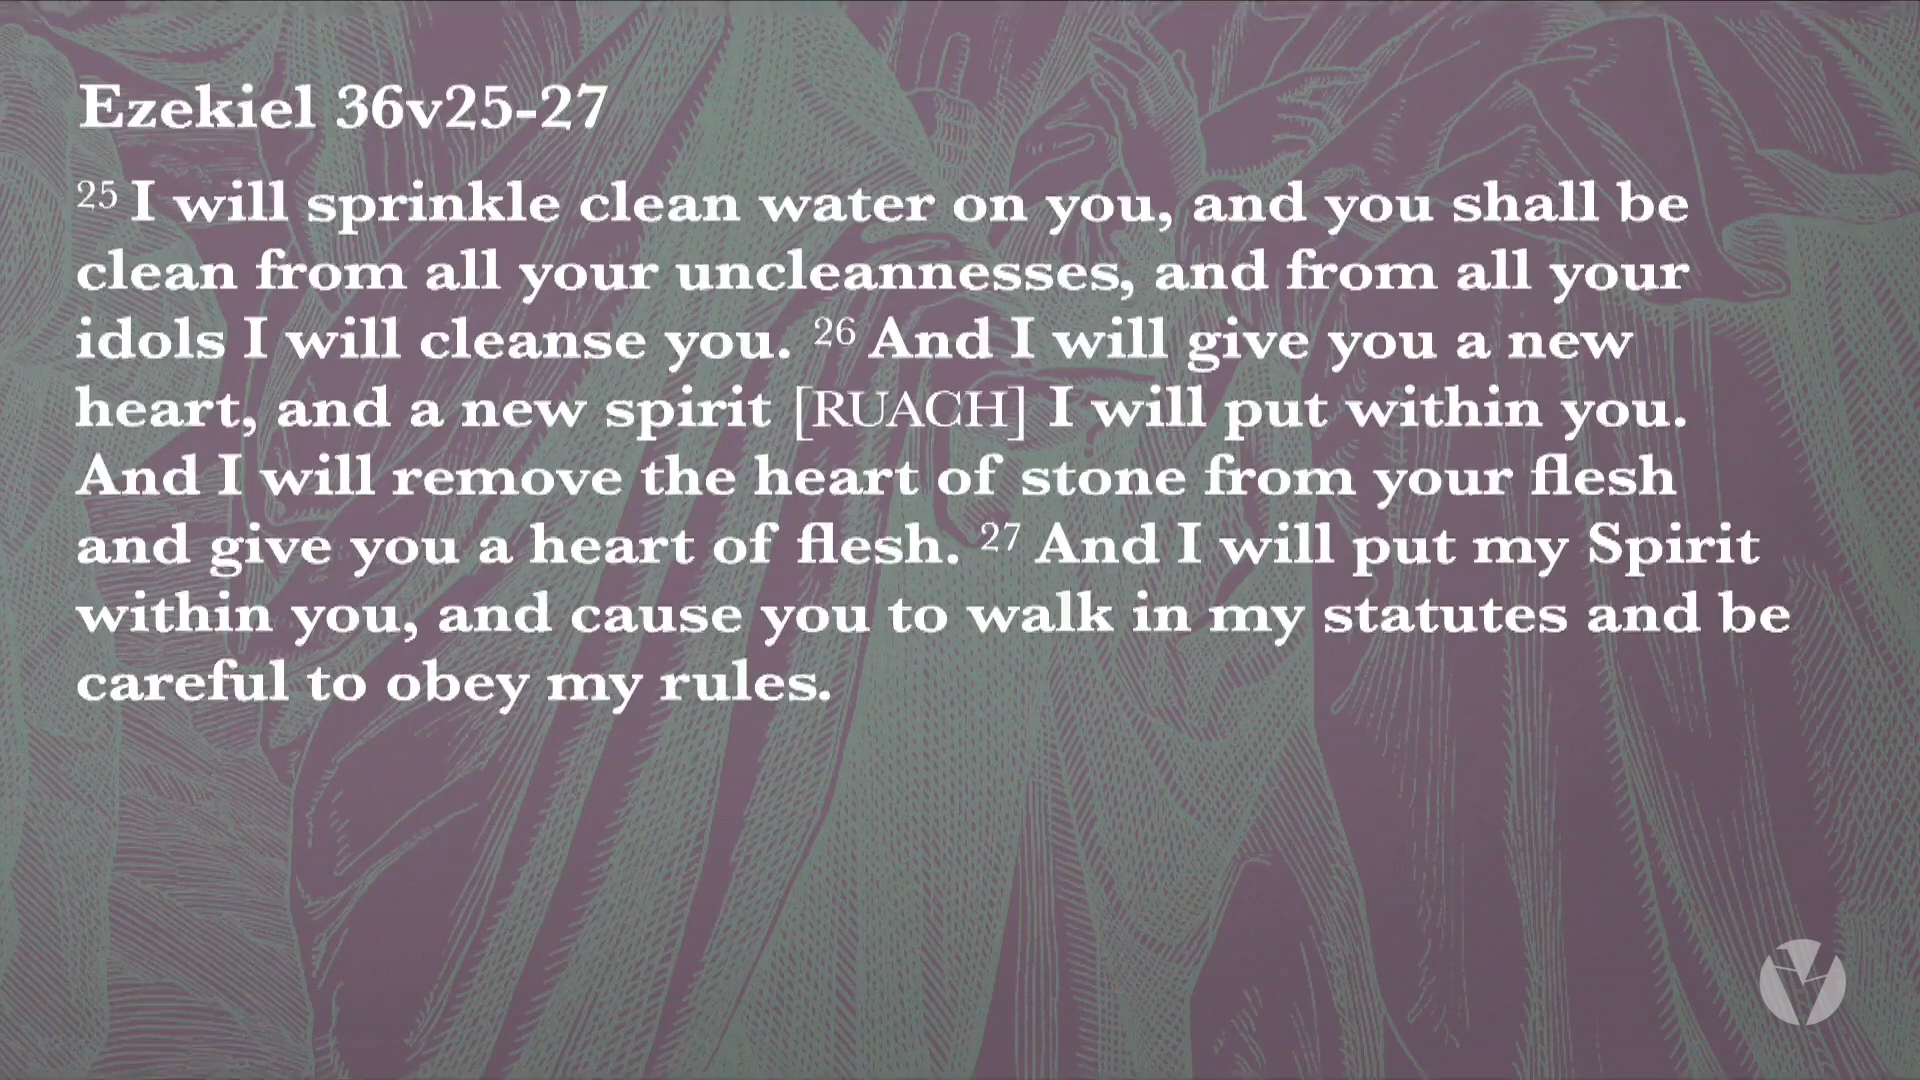 Ezekiel 36v25-27
25 I will sprinkle clean water on you, and you shall be
clean from all your uncleannesses, and from all your
idols I will cleanse you. 26 And I will give you a new
heart, and a new spirit [RUACH] I will put within you.
And I will remove the heart of stone from your flesh
and give you a heart of flesh. 27 And I will put my Spirit
within you, and cause you to walk in my statutes and be
careful to obey my rules.